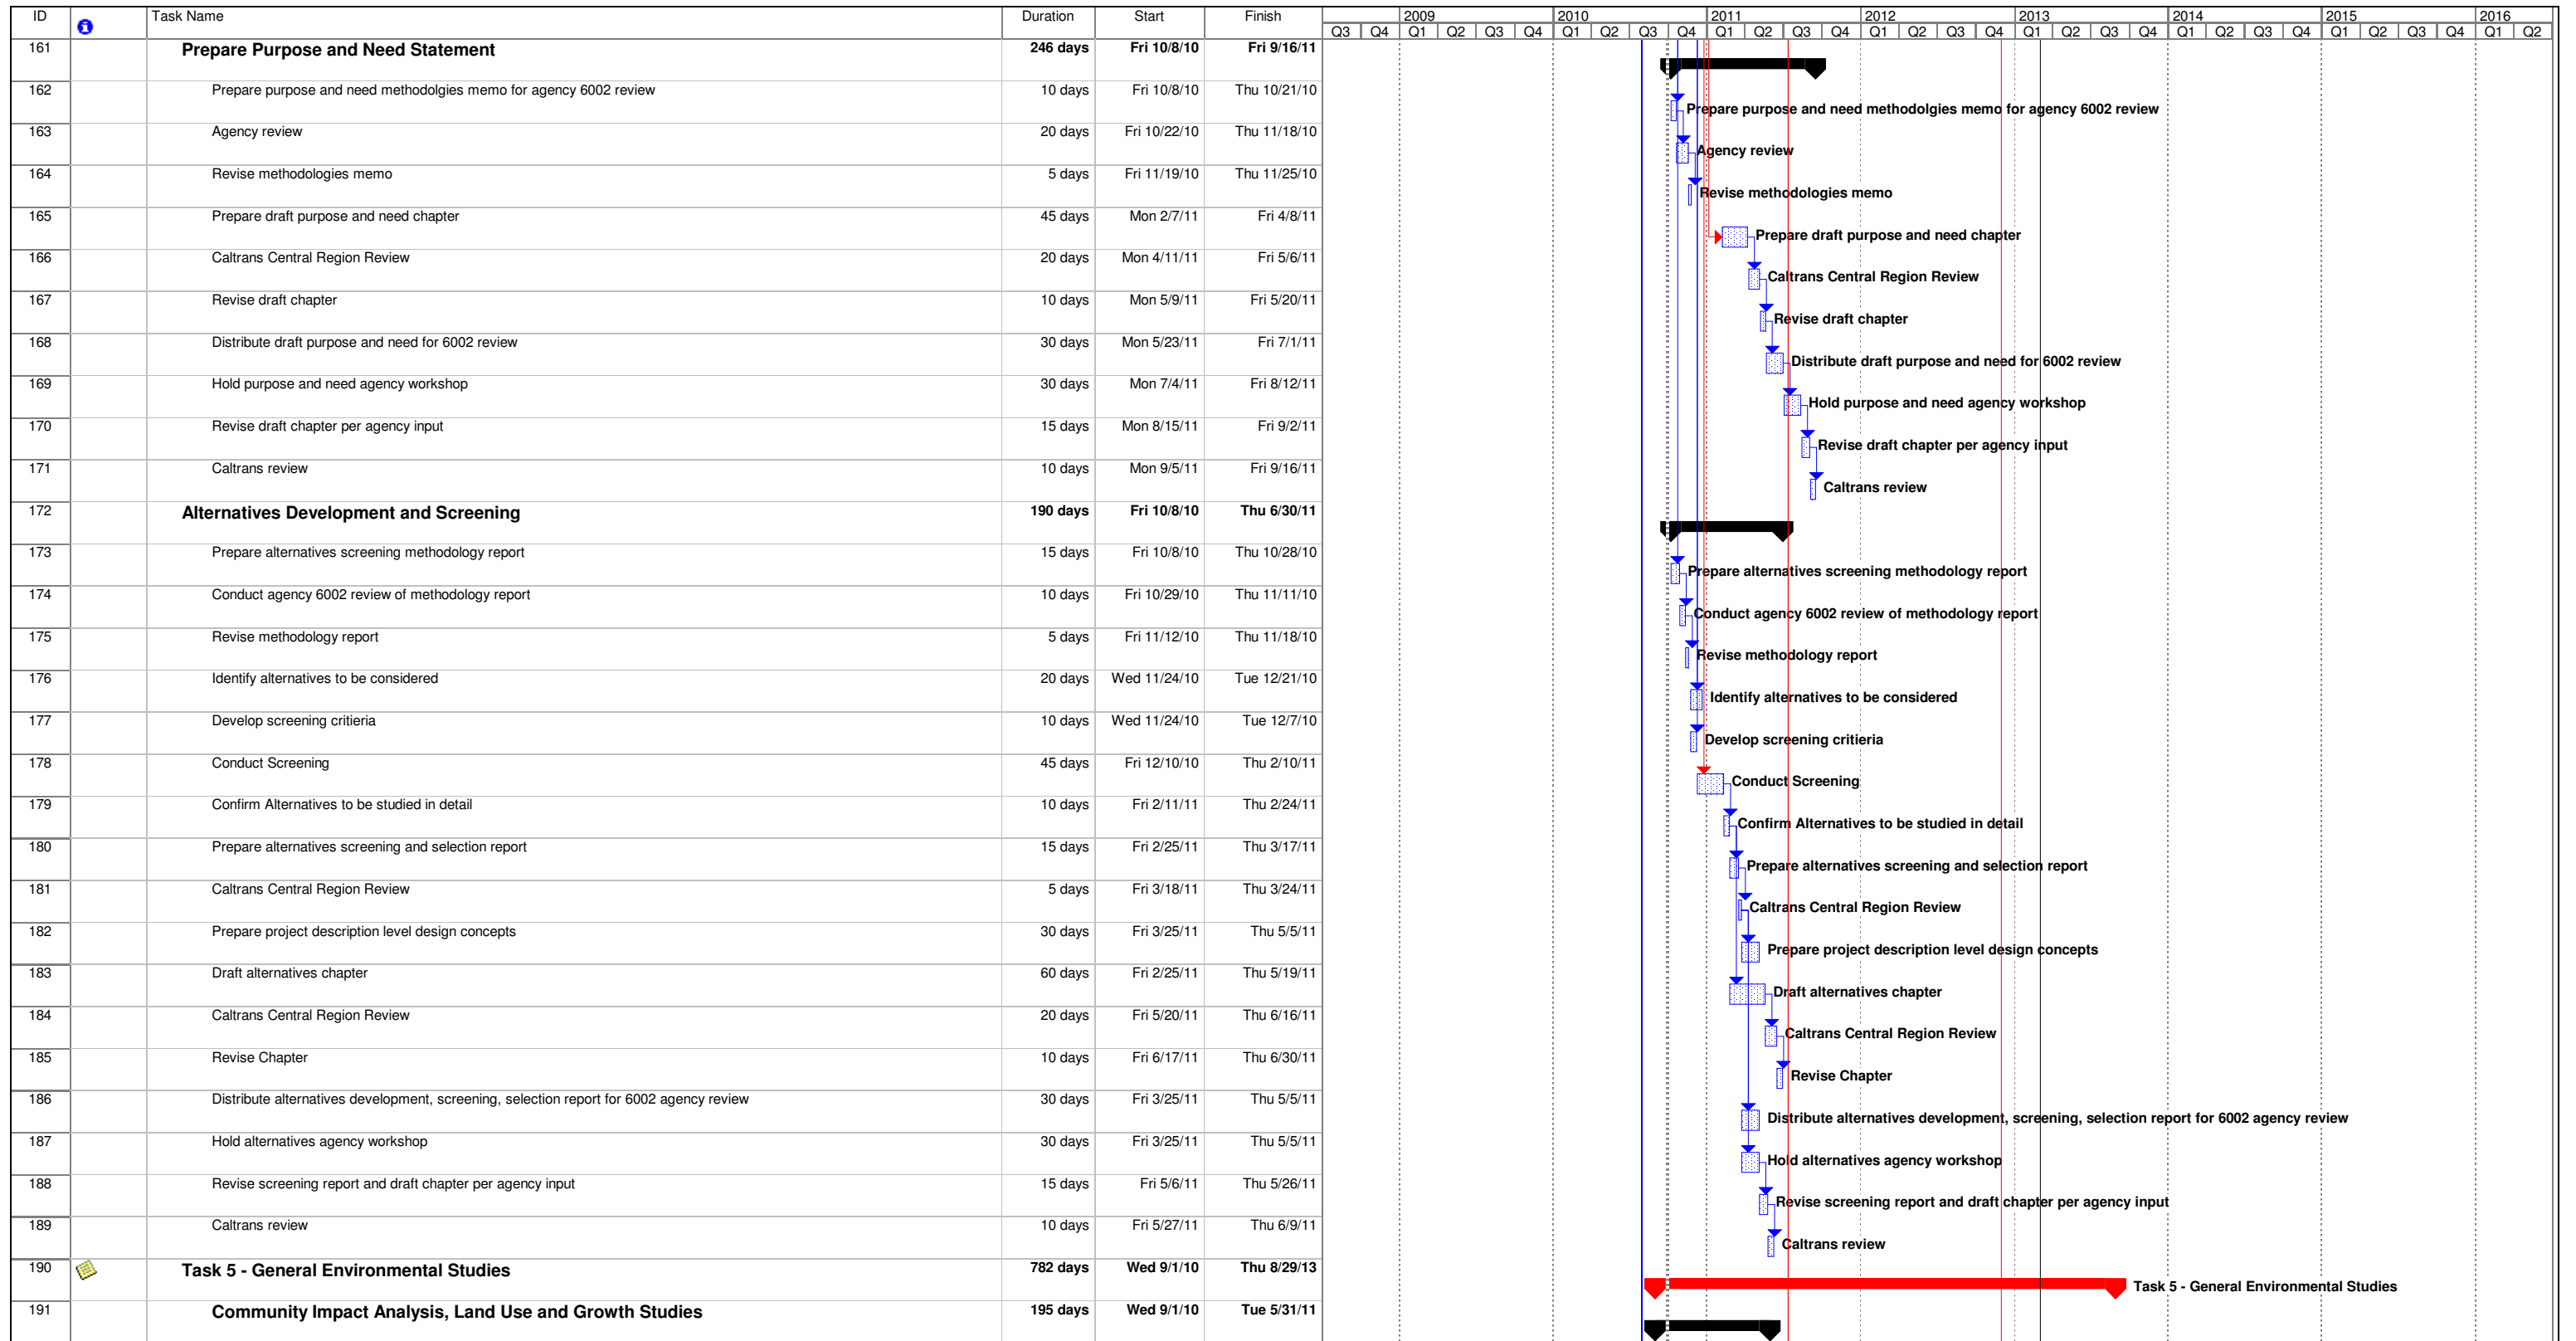 ID Task Name Duration Start Finish 2009 2010 2011 2012 2013 2014 2015 2016
Q3 Q4 Q1 Q2 Q3 Q4 Q1 Q2 Q3 Q4 Q1 Q2 Q3 Q4 Q1 Q2 Q3 Q4 Q1 Q2 Q3 Q4 Q1 Q2 Q3 Q4 Q1 Q2 Q3 Q4 Q1 Q2
161 Prepare Purpose and Need Statement 246 days Fri 10/8/10 Fri 9/16/11
162 Prepare purpose and need methodolgies memo for agency 6002 review 10 days Fri 10/8/10 Thu 10/21/10
Prepare purpose and need methodolgies memo for agency 6002 review
163 Agency review 20 days Fri 10/22/10 Thu 11/18/10
Agency review
164 Revise methodologies memo 5 days Fri 11/19/10 Thu 11/25/10
Revise methodologies memo
165 Prepare draft purpose and need chapter 45 days Mon 2/7/11 Fri 4/8/11
Prepare draft purpose and need chapter
166 Caltrans Central Region Review 20 days Mon 4/11/11 Fri 5/6/11
Caltrans Central Region Review
167 Revise draft chapter 10 days Mon 5/9/11 Fri 5/20/11
Revise draft chapter
168 Distribute draft purpose and need for 6002 review 30 days Mon 5/23/11 Fri 7/1/11
Distribute draft purpose and need for 6002 review
169 Hold purpose and need agency workshop 30 days Mon 7/4/11 Fri 8/12/11
Hold purpose and need agency workshop
170 Revise draft chapter per agency input 15 days Mon 8/15/11 Fri 9/2/11
Revise draft chapter per agency input
171 Caltrans review 10 days Mon 9/5/11 Fri 9/16/11
Caltrans review
172 Alternatives Development and Screening 190 days Fri 10/8/10 Thu 6/30/11
173 Prepare alternatives screening methodology report 15 days Fri 10/8/10 Thu 10/28/10
Prepare alternatives screening methodology report
174 Conduct agency 6002 review of methodology report 10 days Fri 10/29/10 Thu 11/11/10
Conduct agency 6002 review of methodology report
175 Revise methodology report 5 days Fri 11/12/10 Thu 11/18/10
Revise methodology report
176 Identify alternatives to be considered 20 days Wed 11/24/10 Tue 12/21/10
Identify alternatives to be considered
177 Develop screening critieria 10 days Wed 11/24/10 Tue 12/7/10
Develop screening critieria
178 Conduct Screening 45 days Fri 12/10/10 Thu 2/10/11
Conduct Screening
179 Confirm Alternatives to be studied in detail 10 days Fri 2/11/11 Thu 2/24/11
Confirm Alternatives to be studied in detail
180 Prepare alternatives screening and selection report 15 days Fri 2/25/11 Thu 3/17/11
Prepare alternatives screening and selection report
181 Caltrans Central Region Review 5 days Fri 3/18/11 Thu 3/24/11
Caltrans Central Region Review
182 Prepare project description level design concepts 30 days Fri 3/25/11 Thu 5/5/11
Prepare project description level design concepts
183 Draft alternatives chapter 60 days Fri 2/25/11 Thu 5/19/11
Draft alternatives chapter
184 Caltrans Central Region Review 20 days Fri 5/20/11 Thu 6/16/11
Caltrans Central Region Review
185 Revise Chapter 10 days Fri 6/17/11 Thu 6/30/11
Revise Chapter
186 Distribute alternatives development, screening, selection report for 6002 agency review 30 days Fri 3/25/11 Thu 5/5/11
Distribute alternatives development, screening, selection report for 6002 agency review
187 Hold alternatives agency workshop 30 days Fri 3/25/11 Thu 5/5/11
Hold alternatives agency workshop
188 Revise screening report and draft chapter per agency input 15 days Fri 5/6/11 Thu 5/26/11
Revise screening report and draft chapter per agency input
189 Caltrans review 10 days Fri 5/27/11 Thu 6/9/11
Caltrans review
190 Task 5 - General Environmental Studies 782 days Wed 9/1/10 Thu 8/29/13
Task 5 - General Environmental Studies
191 Community Impact Analysis, Land Use and Growth Studies 195 days Wed 9/1/10 Tue 5/31/11